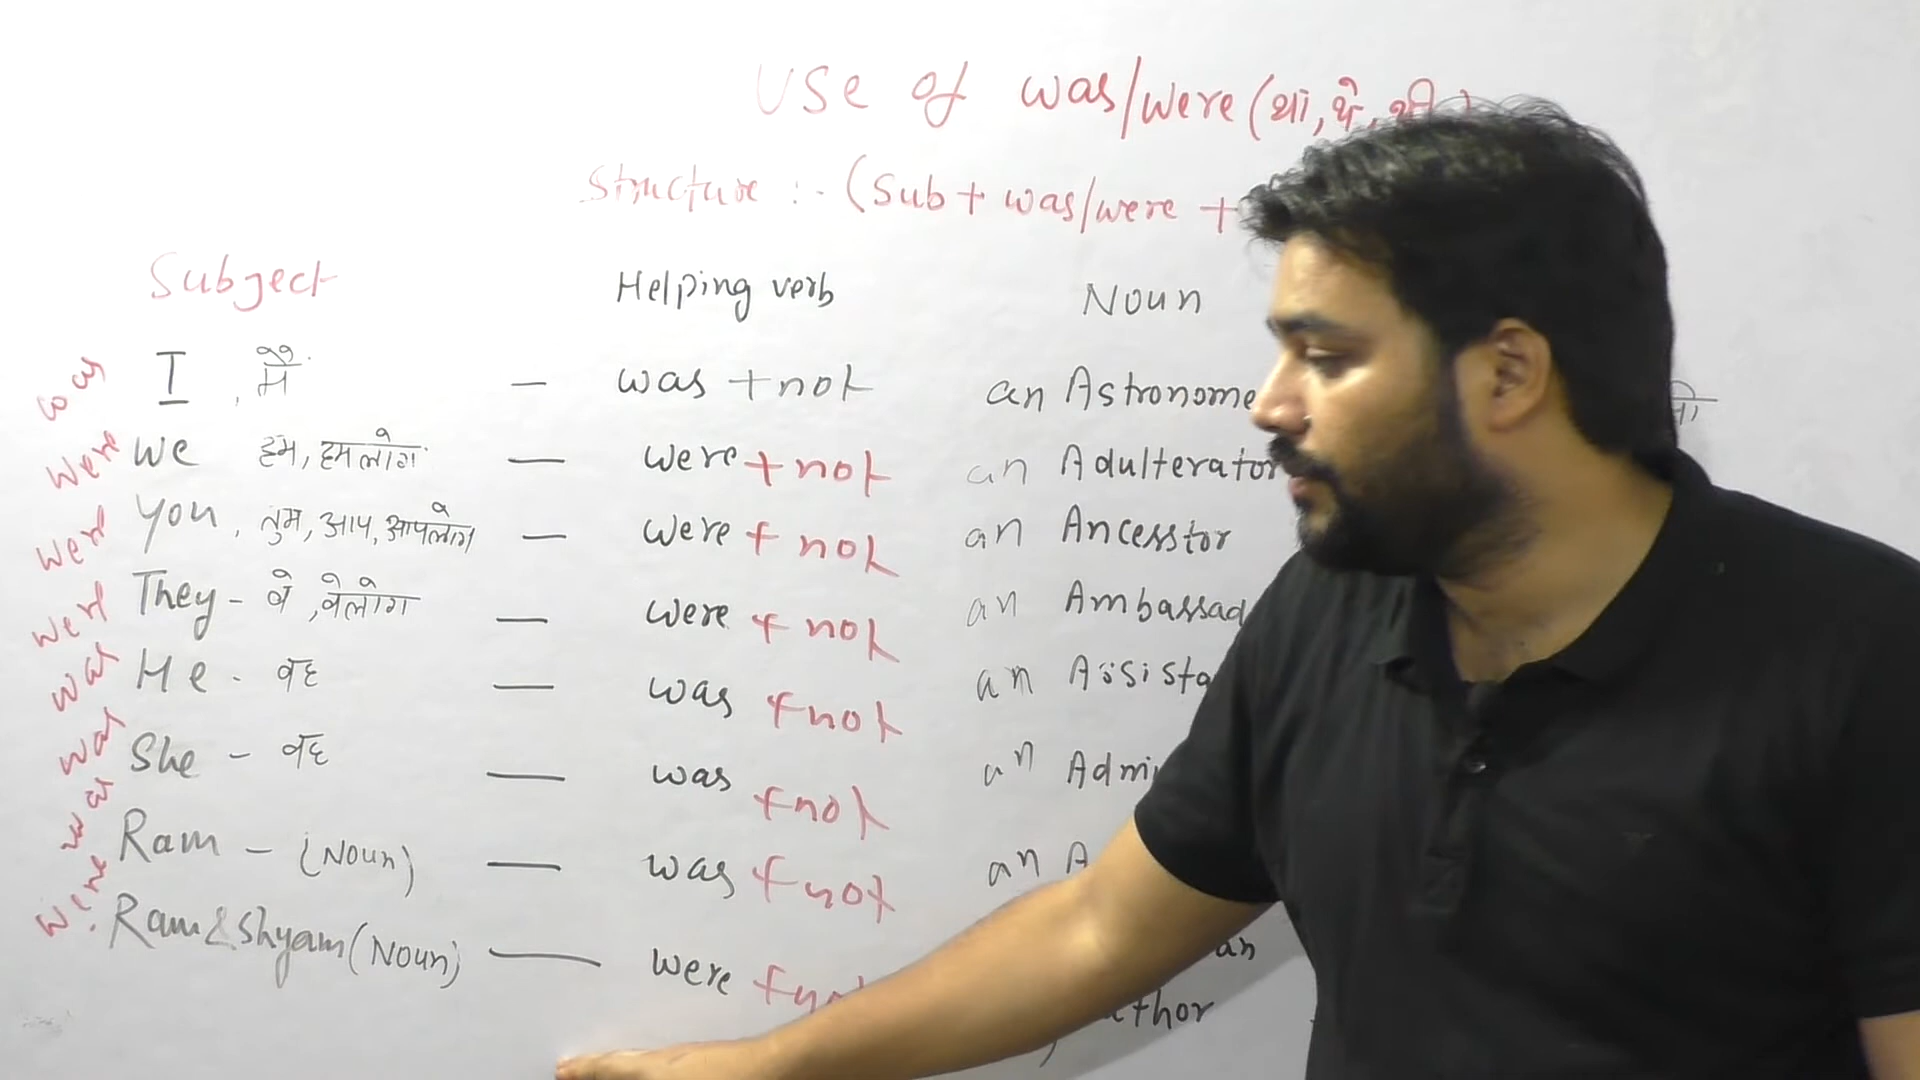 Use of was/were (था, थे, थी)
Structure :- (Sub + was/were +
Subject Helping verb Noun
was I, मैं — was + not an Astronome
were We हम, हमलोग — were + not an Adulterator
were You, तुम, आप, आपलोग — were + not an Ancesstor
were They - वे, वेलोग — were + not an Ambassad
was He - वह — was + not an Assista
was She - वह — was + not an Admi
was Ram - (Noun) — was + not an A
were Ram & Shyam (Noun) — were + not an
thor